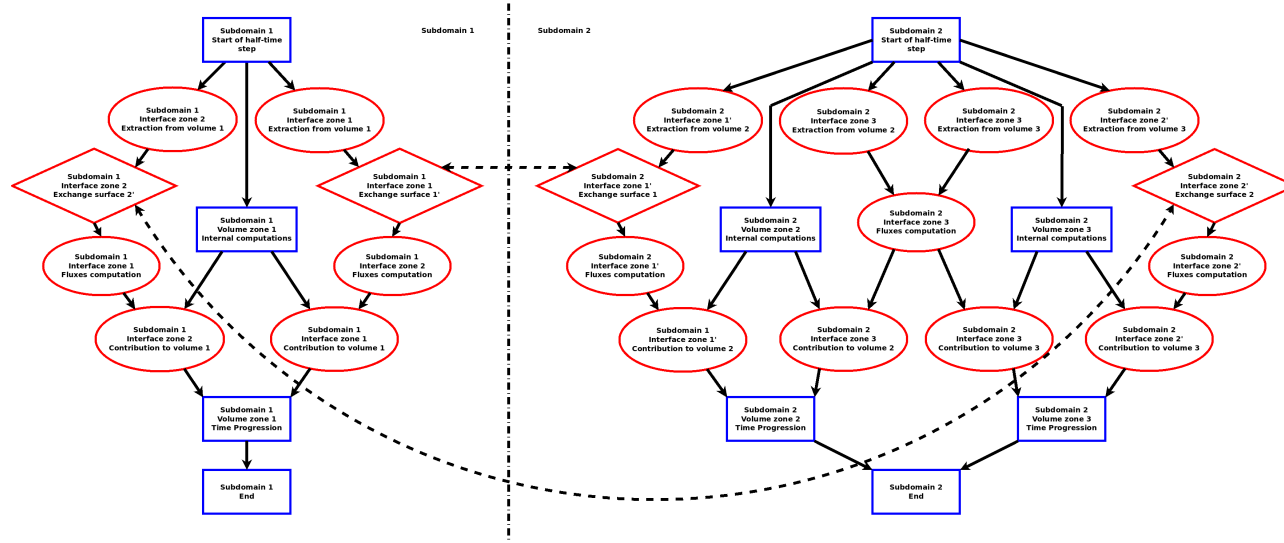 Subdomain 1
Start of half-time
step
Subdomain 1
Subdomain 2
Subdomain 2
Start of half-time
step
Subdomain 1
Interface zone 2
Extraction from volume 1
Subdomain 1
Interface zone 1
Extraction from volume 1
Subdomain 2
Interface zone 1'
Extraction from volume 2
Subdomain 2
Interface zone 3
Extraction from volume 2
Subdomain 2
Interface zone 3
Extraction from volume 3
Subdomain 2
Interface zone 2'
Extraction from volume 3
Subdomain 1
Interface zone 2
Exchange surface 2'
Subdomain 1
Interface zone 1
Exchange surface 1'
Subdomain 2
Interface zone 1'
Exchange surface 1
Subdomain 2
Interface zone 2'
Exchange surface 2
Subdomain 1
Volume zone 1
Internal computations
Subdomain 2
Volume zone 2
Internal computations
Subdomain 2
Interface zone 3
Fluxes computation
Subdomain 2
Volume zone 3
Internal computations
Subdomain 1
Interface zone 1
Fluxes computation
Subdomain 1
Interface zone 2
Fluxes computation
Subdomain 2
Interface zone 1'
Fluxes computation
Subdomain 2
Interface zone 2'
Fluxes computation
Subdomain 1
Interface zone 2
Contribution to volume 1
Subdomain 1
Interface zone 1
Contribution to volume 1
Subdomain 1
Interface zone 1'
Contribution to volume 2
Subdomain 2
Interface zone 3
Contribution to volume 2
Subdomain 2
Interface zone 3
Contribution to volume 3
Subdomain 2
Interface zone 2'
Contribution to volume 3
Subdomain 1
Volume zone 1
Time Progression
Subdomain 2
Volume zone 2
Time Progression
Subdomain 2
Volume zone 3
Time Progression
Subdomain 1
End
Subdomain 2
End